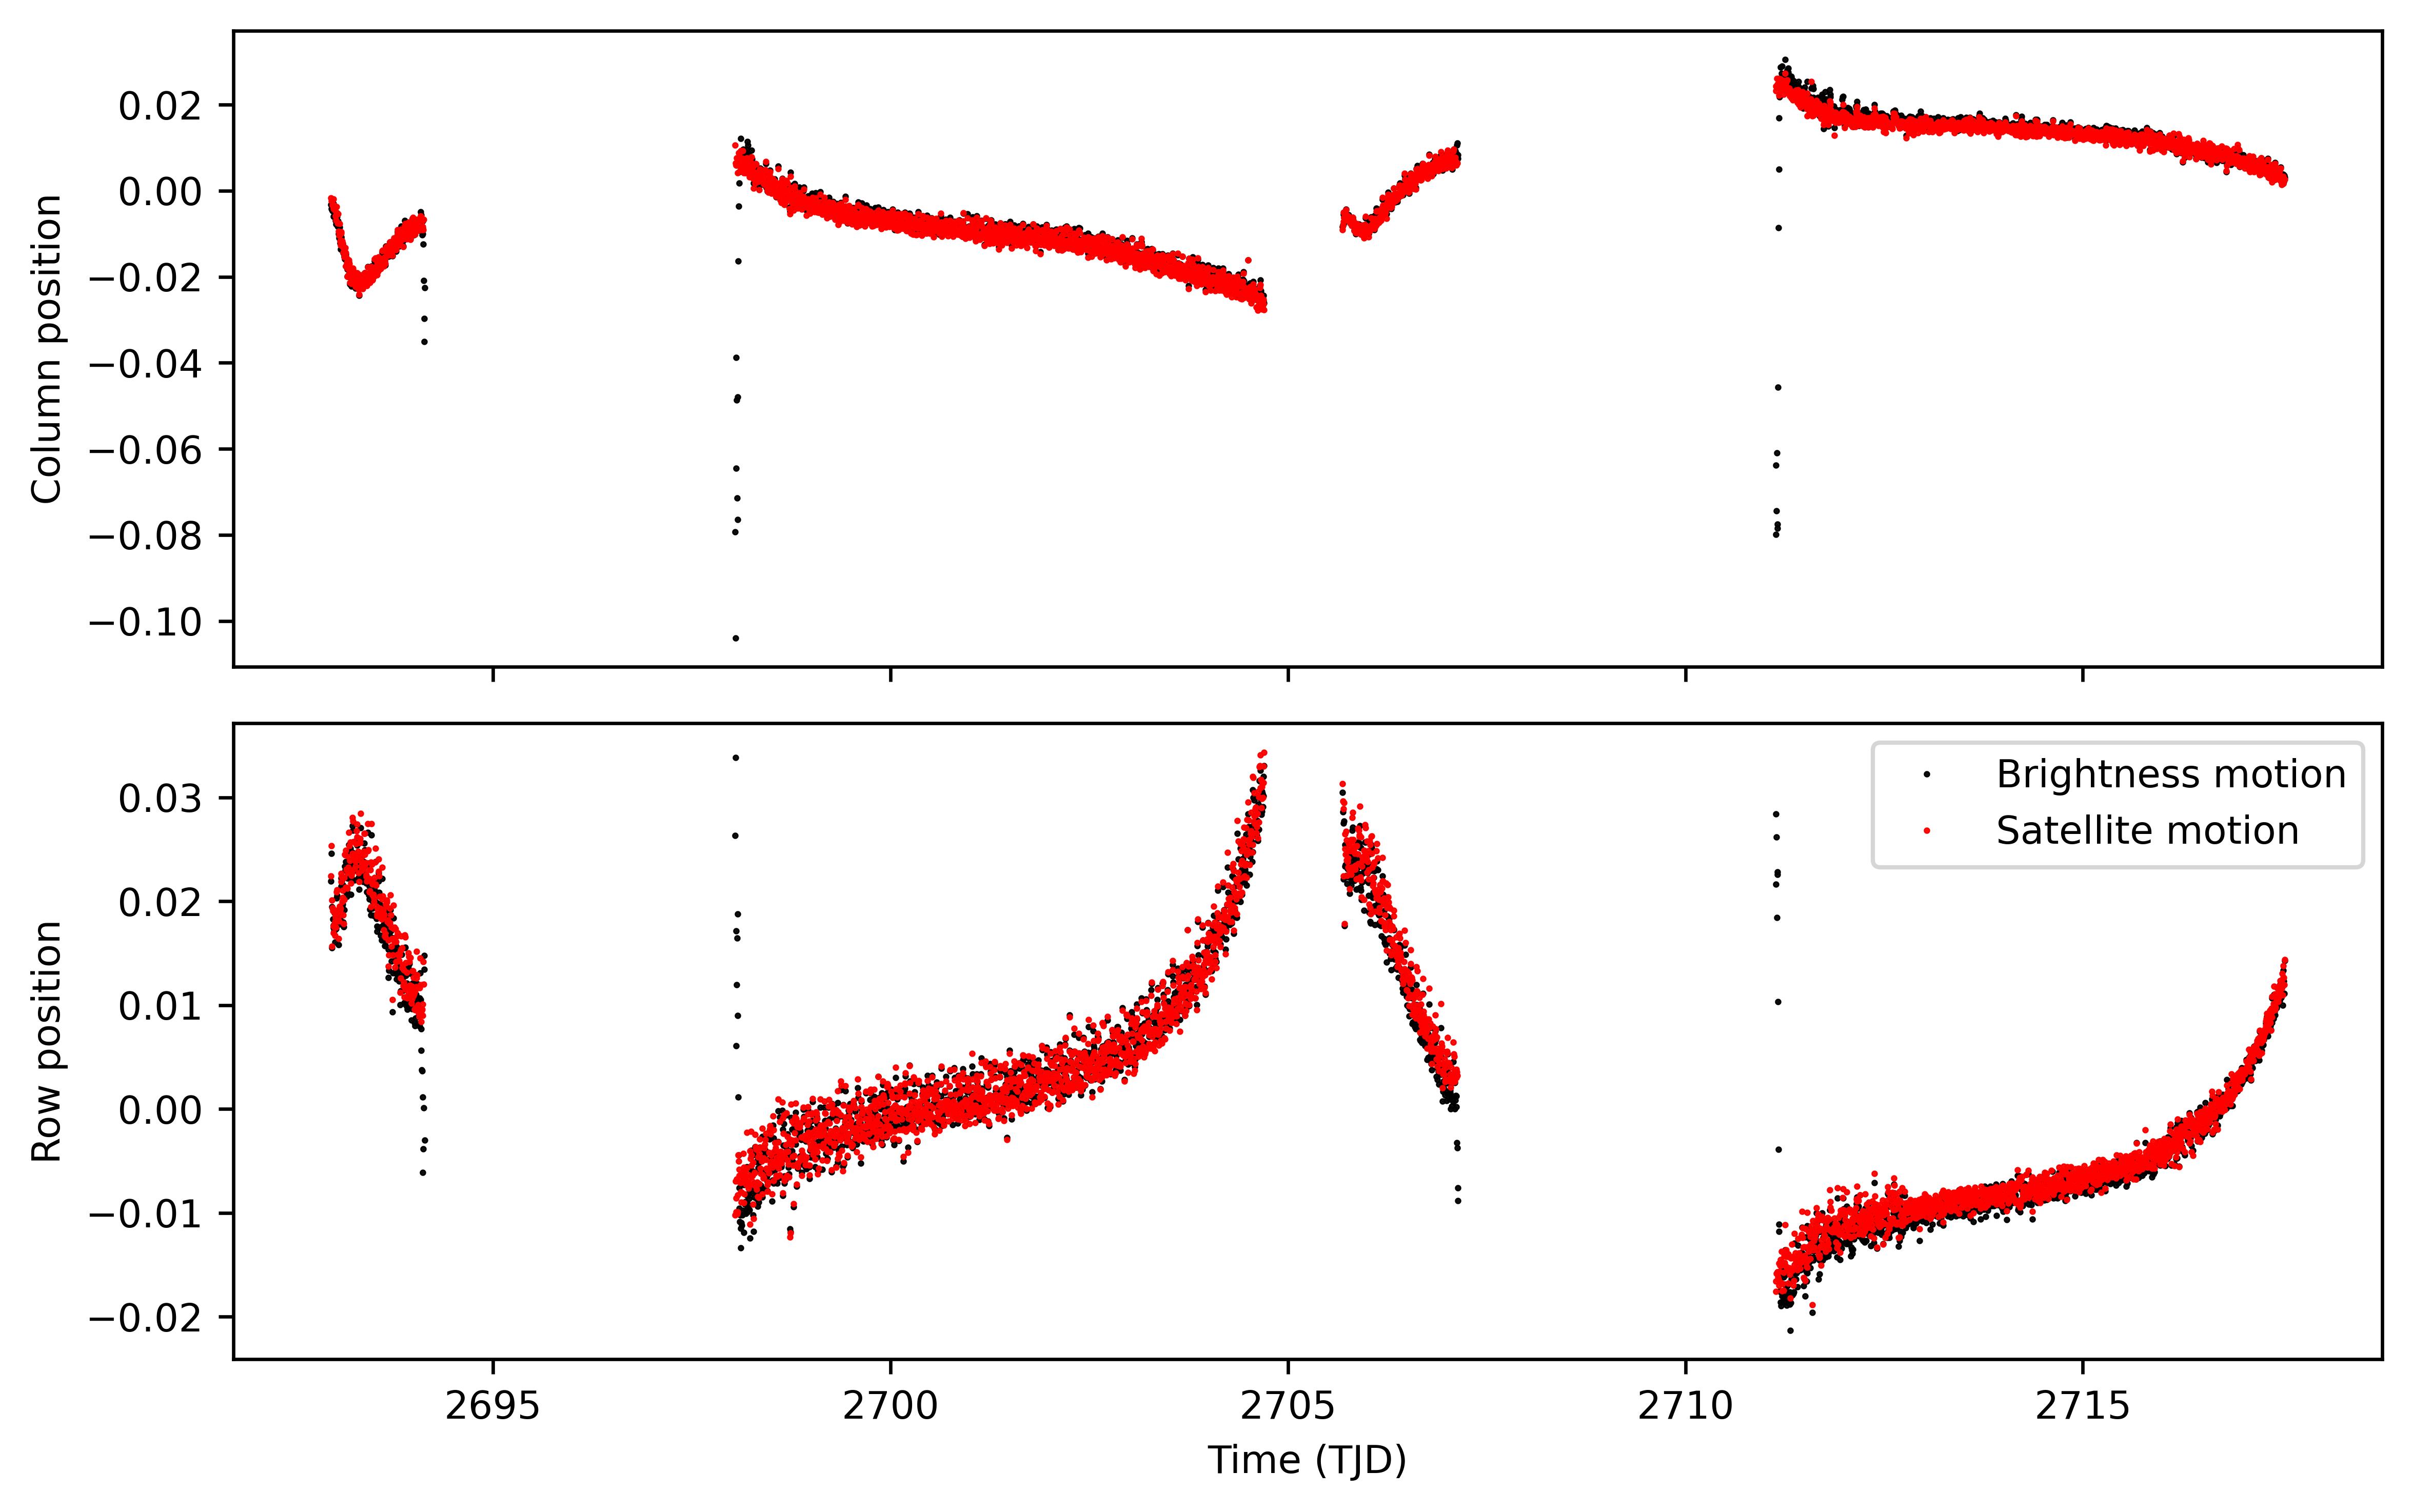 0.02
0.00
−0.02
−0.04
−0.06
−0.08
−0.10
Column position
0.03
0.02
0.01
0.00
−0.01
−0.02
Row position
Brightness motion
Satellite motion
2695 2700 2705 2710 2715
Time (TJD)